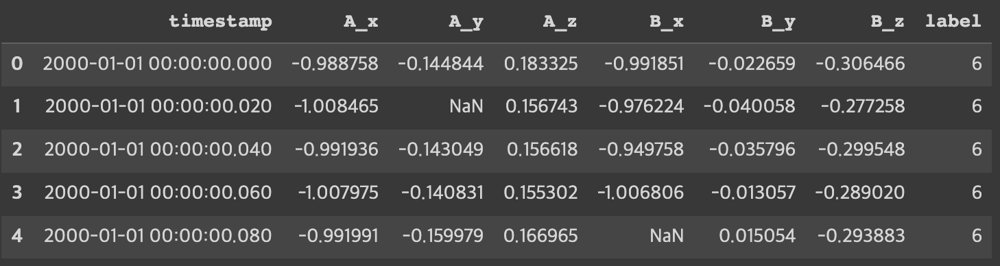 timestamp A_x A_y A_z B_x B_y B_z label
0 2000-01-01 00:00:00.000 -0.988758 -0.144844 0.183325 -0.991851 -0.022659 -0.306466 6
1 2000-01-01 00:00:00.020 -1.008465 NaN 0.156743 -0.976224 -0.040058 -0.277258 6
2 2000-01-01 00:00:00.040 -0.991936 -0.143049 0.156618 -0.949758 -0.035796 -0.299548 6
3 2000-01-01 00:00:00.060 -1.007975 -0.140831 0.155302 -1.006806 -0.013057 -0.289020 6
4 2000-01-01 00:00:00.080 -0.991991 -0.159979 0.166965 NaN 0.015054 -0.293883 6